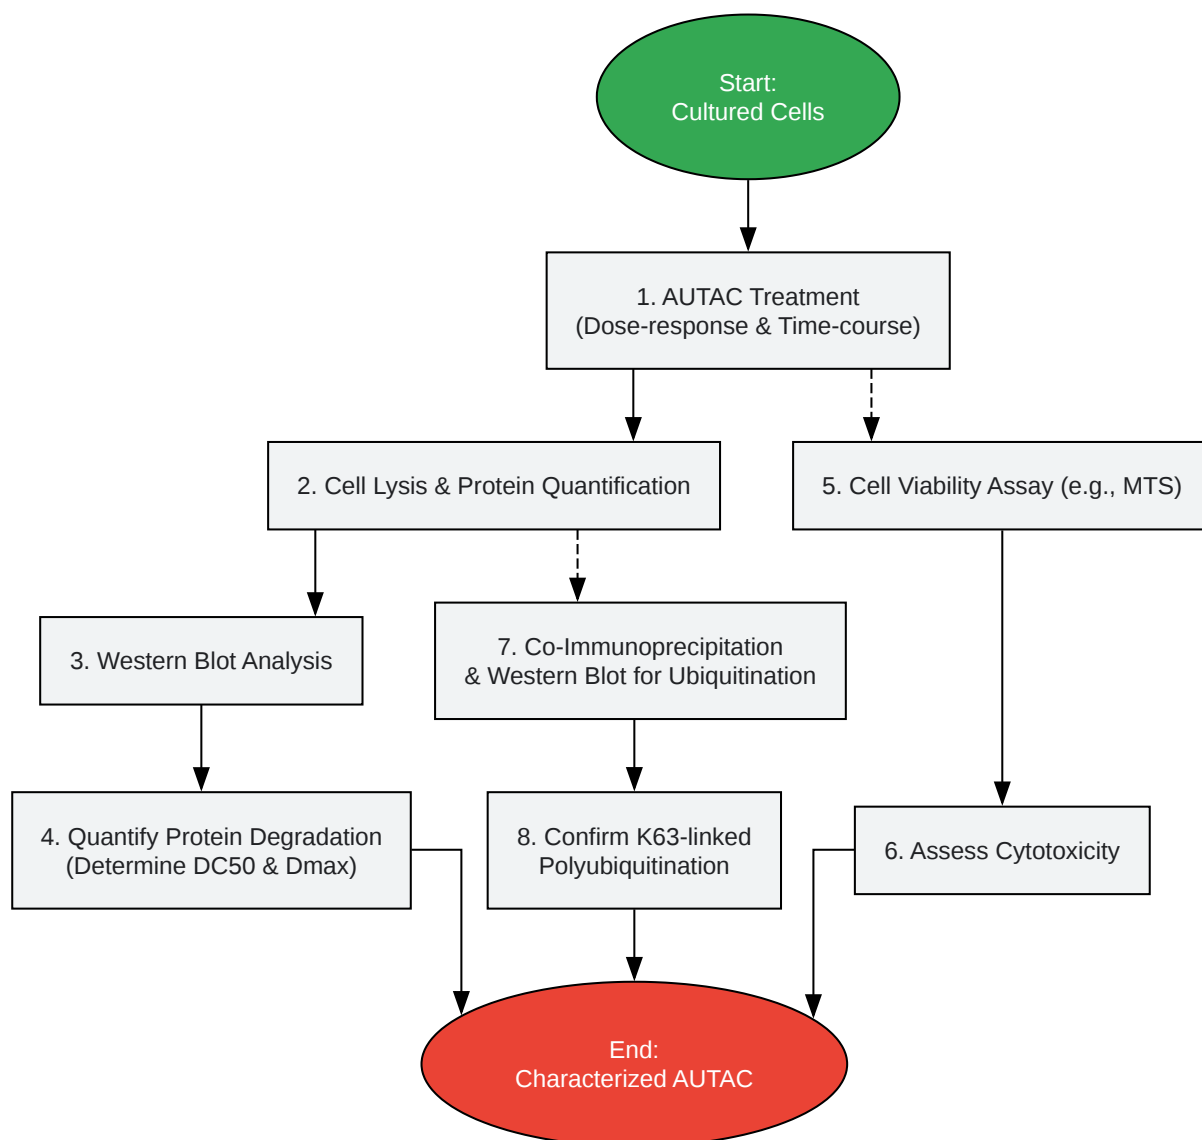 Start:
Cultured Cells
1. AUTAC Treatment
(Dose-response & Time-course)
2. Cell Lysis & Protein Quantification
5. Cell Viability Assay (e.g., MTS)
3. Western Blot Analysis
7. Co-Immunoprecipitation
& Western Blot for Ubiquitination
4. Quantify Protein Degradation
(Determine DC50 & Dmax)
8. Confirm K63-linked
Polyubiquitination
6. Assess Cytotoxicity
End:
Characterized AUTAC